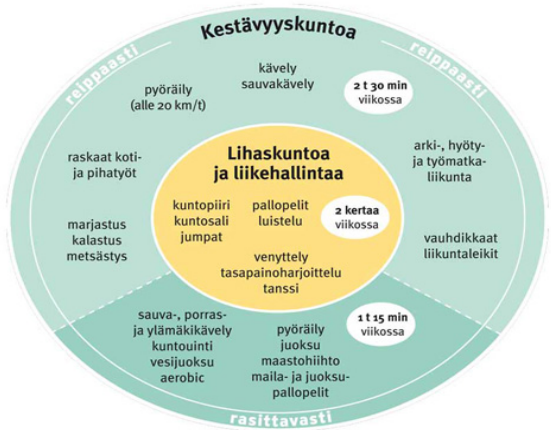 Kestävyyskuntoa
reippaasti
reippaasti
pyöräily
(alle 20 km/t)
kävely
sauvakävely
2 t 30 min
viikossa
raskaat koti-
ja pihatyöt
marjastus
kalastus
metsästys
arki-, hyöty-
ja työmatka-
liikunta
vauhdikkaat
liikuntaleikit
Lihaskuntoa
ja liikehallintaa
kuntopiiri
kuntosali
jumpat
pallopelit
luistelu
2 kertaa
viikossa
venyttely
tasapainoharjoittelu
tanssi
sauva-, porras-
ja ylämäkikävely
kuntouinti
vesijuoksu
aerobic
pyöräily
juoksu
maastohiihto
maila- ja juoksu-
pallopelit
1 t 15 min
viikossa
rasittavasti